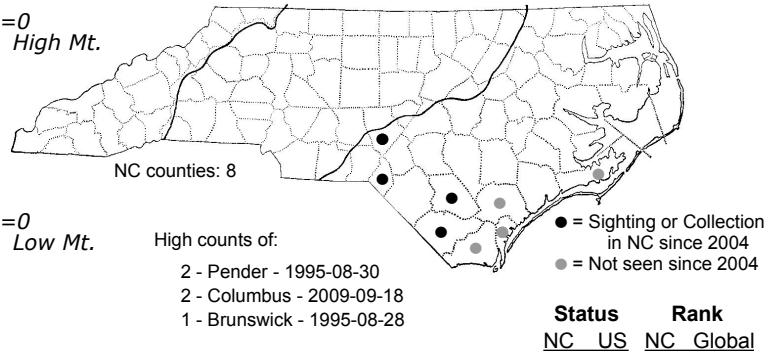 =0
High Mt.
NC counties: 8
=0
Low Mt.
High counts of:
2 - Pender - 1995-08-30
2 - Columbus - 2009-09-18
1 - Brunswick - 1995-08-28
= Sighting or Collection
in NC since 2004
= Not seen since 2004
Status Rank
NC US NC Global